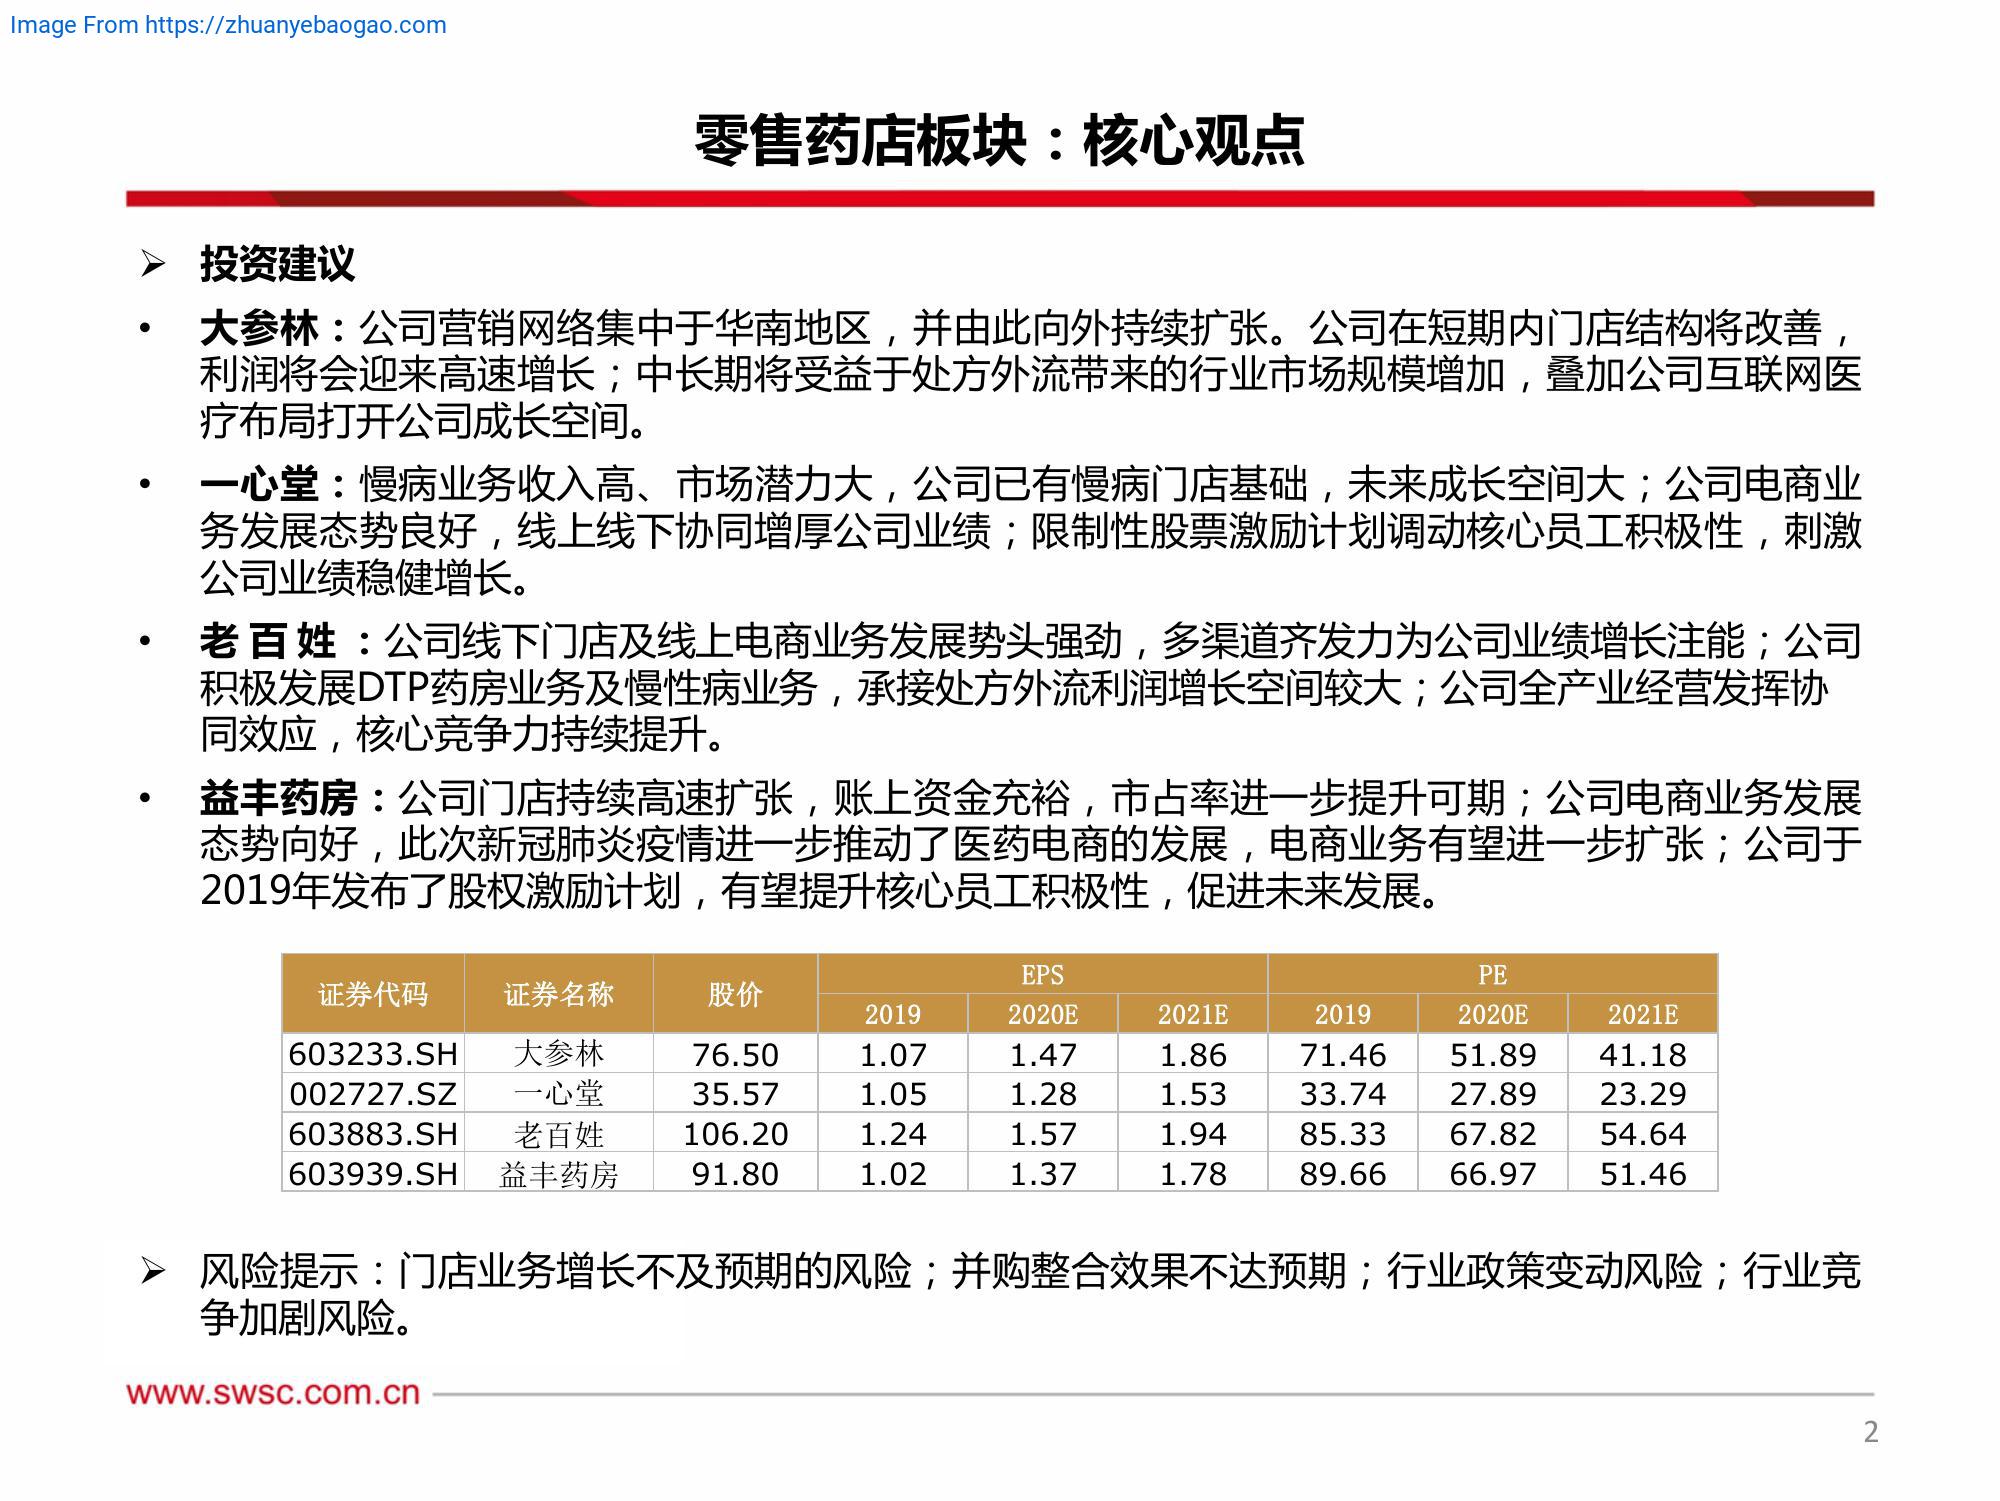 Image From https://zhuanyebaogao.com
零售药店板块：核心观点
➢ 投资建议
• 大参林：公司营销网络集中于华南地区，并由此向外持续扩张。公司在短期内门店结构将改善，
利润将会迎来高速增长；中长期将受益于处方外流带来的行业市场规模增加，叠加公司互联网医
疗布局打开公司成长空间。
• 一心堂：慢病业务收入高、市场潜力大，公司已有慢病门店基础，未来成长空间大；公司电商业
务发展态势良好，线上线下协同增厚公司业绩；限制性股票激励计划调动核心员工积极性，刺激
公司业绩稳健增长。
• 老百姓：公司线下门店及线上电商业务发展势头强劲，多渠道齐发力为公司业绩增长注能；公司
积极发展DTP药房业务及慢性病业务，承接处方外流利润增长空间较大；公司全产业经营发挥协
同效应，核心竞争力持续提升。
• 益丰药房：公司门店持续高速扩张，账上资金充裕，市占率进一步提升可期；公司电商业务发展
态势向好，此次新冠肺炎疫情进一步推动了医药电商的发展，电商业务有望进一步扩张；公司于
2019年发布了股权激励计划，有望提升核心员工积极性，促进未来发展。
证券代码 证券名称 股价 EPS PE
2019 2020E 2021E 2019 2020E 2021E
603233.SH 大参林 76.50 1.07 1.47 1.86 71.46 51.89 41.18
002727.SZ 一心堂 35.57 1.05 1.28 1.53 33.74 27.89 23.29
603883.SH 老百姓 106.20 1.24 1.57 1.94 85.33 67.82 54.64
603939.SH 益丰药房 91.80 1.02 1.37 1.78 89.66 66.97 51.46
➢ 风险提示：门店业务增长不及预期的风险；并购整合效果不达预期；行业政策变动风险；行业竞
争加剧风险。
www.swsc.com.cn
2